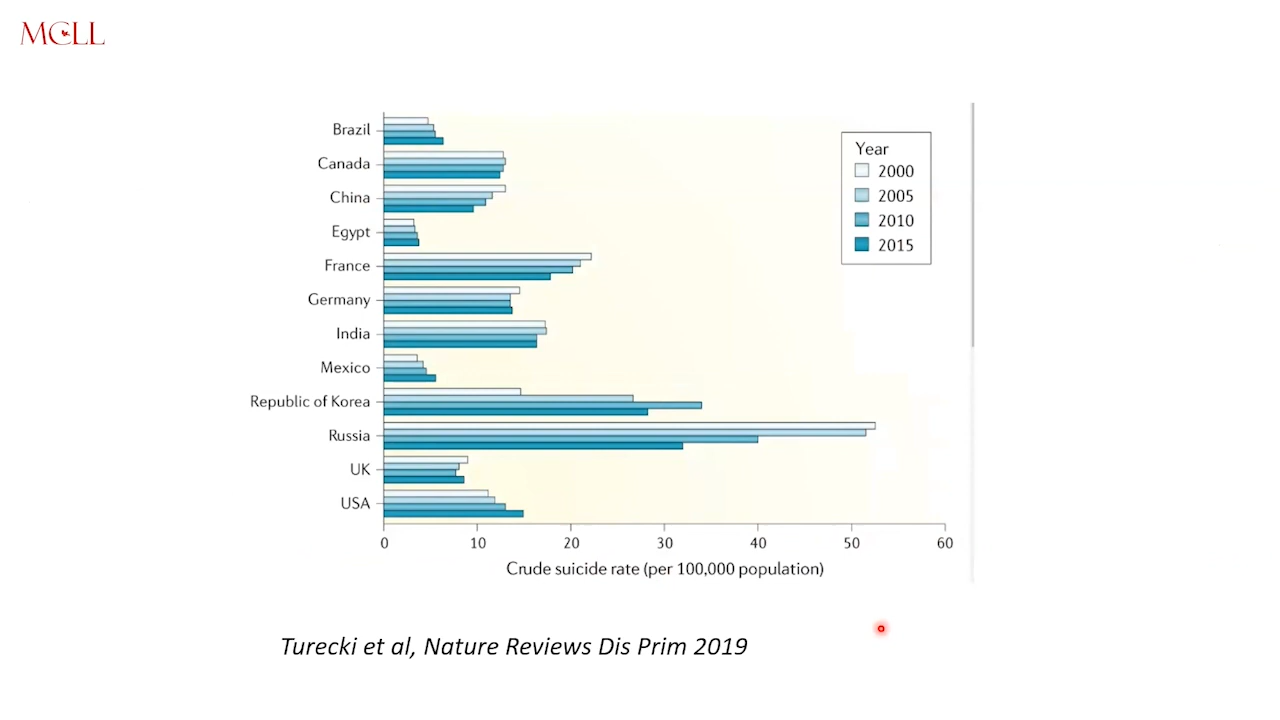 MCLL
Brazil
Canada
China
Egypt
France
Germany
India
Mexico
Republic of Korea
Russia
UK
USA
Year
2000
2005
2010
2015
0 10 20 30 40 50 60
Crude suicide rate (per 100,000 population)
Turecki et al, Nature Reviews Dis Prim 2019